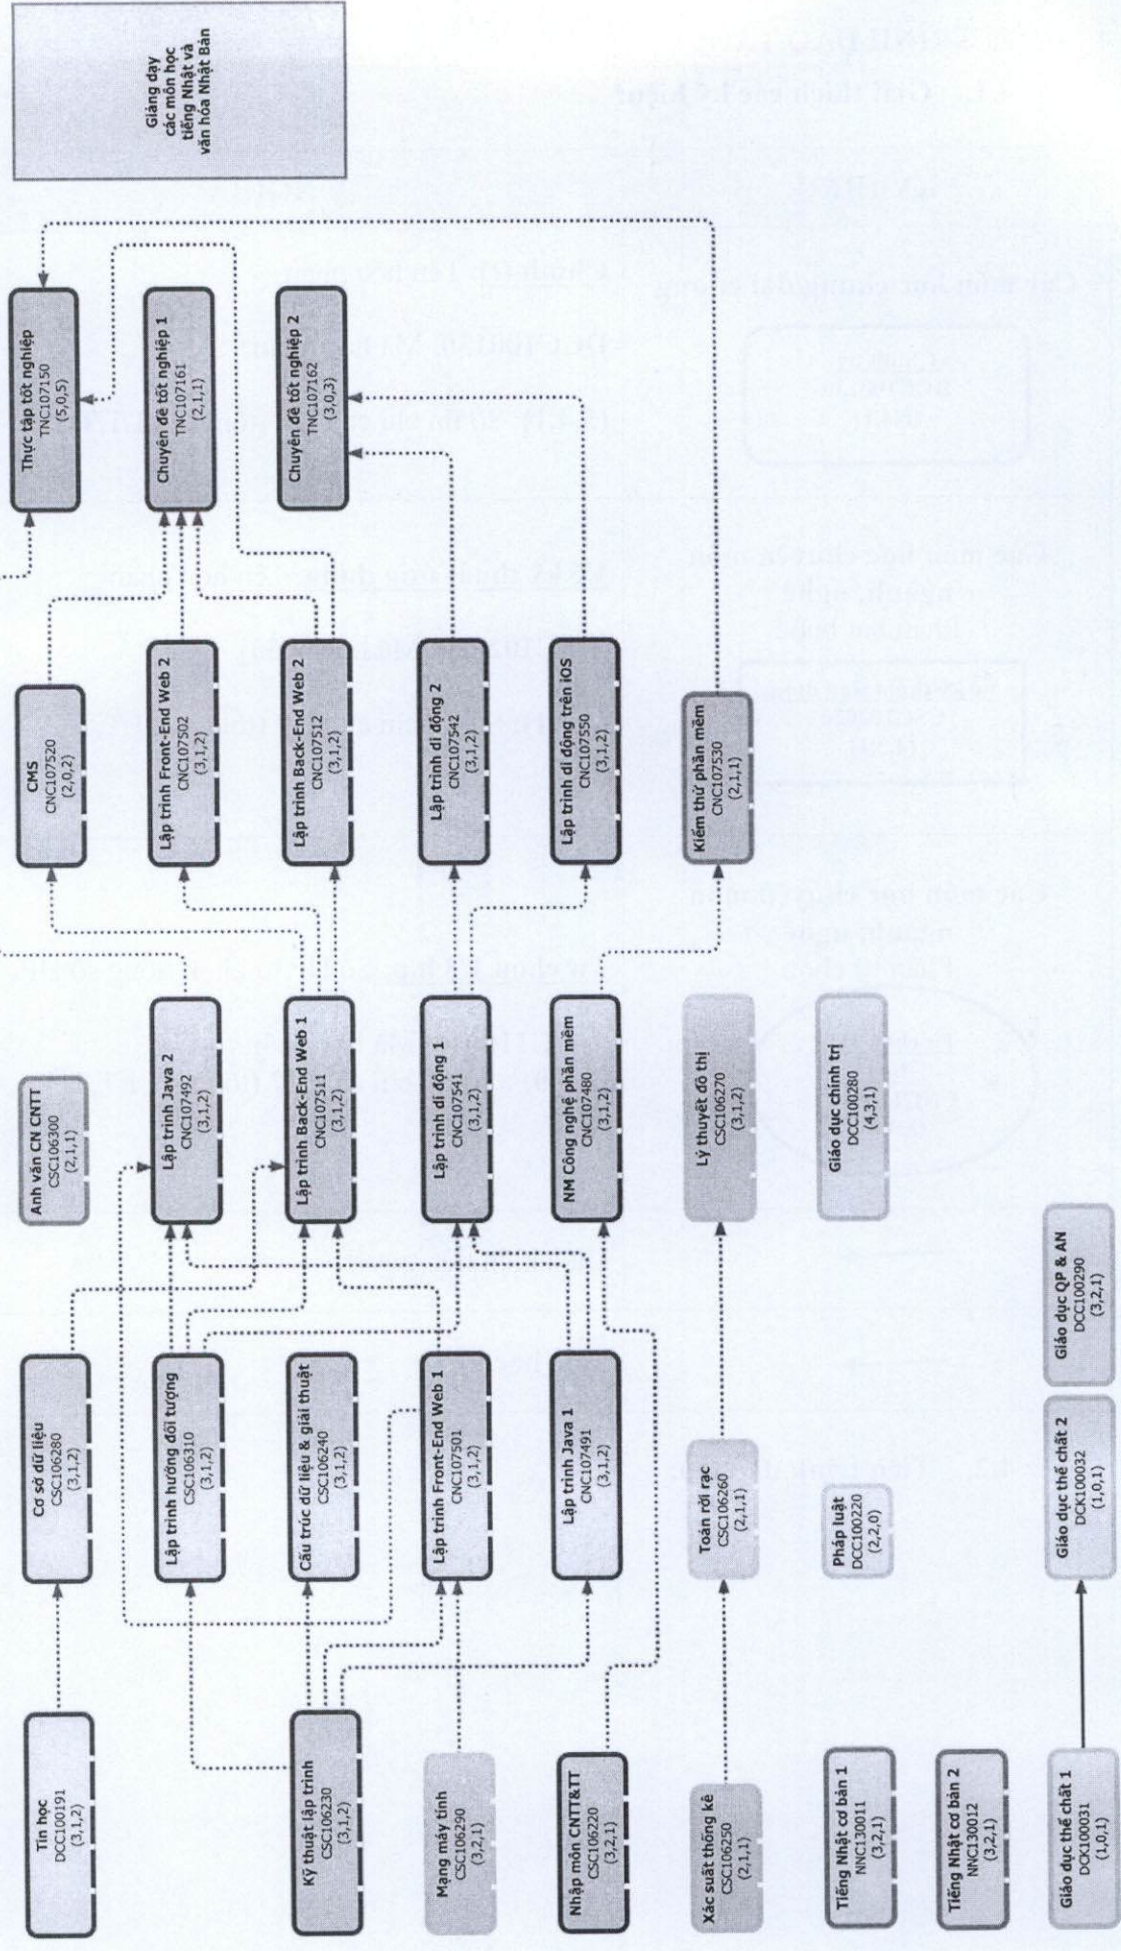 Tin học
DCC100191
(3,1,2)
Kỹ thuật lập trình
CSC106230
(3,1,2)
Mạng máy tính
CSC106290
(3,2,1)
Nhập môn CNTT&TT
CSC106220
(3,2,1)
Xác suất thống kê
CSC106250
(2,1,1)
Tiếng Nhật cơ bản 1
NNC130011
(3,2,1)
Tiếng Nhật cơ bản 2
NNC130012
(3,2,1)
Giáo dục thể chất 1
DCK100031
(1,0,1)
Cơ sở dữ liệu
CSC106280
(3,1,2)
Lập trình hướng đối tượng
CSC106310
(3,1,2)
Cấu trúc dữ liệu & giải thuật
CSC106240
(3,1,2)
Lập trình Front-End Web 1
CNC107501
(3,1,2)
Lập trình Java 1
CNC107491
(3,1,2)
Toán rời rạc
CSC106260
(2,1,1)
Pháp luật
DCC100220
(2,2,0)
Giáo dục thể chất 2
DCK100032
(1,0,1)
Giáo dục QP & AN
DCC100290
(3,2,1)
Anh văn CN CNTT
CSC106300
(2,1,1)
Lập trình Java 2
CNC107492
(3,1,2)
Lập trình Back-End Web 1
CNC107511
(3,1,2)
Lập trình di động 1
CNC107541
(3,1,2)
NM Công nghệ phần mềm
CNC107480
(3,1,2)
Lý thuyết đồ thị
CSC106270
(3,1,2)
Giáo dục chính trị
DCC100280
(4,3,1)
CMS
CNC107520
(2,0,2)
Lập trình Front-End Web 2
CNC107502
(3,1,2)
Lập trình Back-End Web 2
CNC107512
(3,1,2)
Lập trình di động 2
CNC107542
(3,1,2)
Lập trình di động trên iOS
CNC107550
(3,1,2)
Kiểm thử phần mềm
CNC107530
(2,1,1)
Thực tập tốt nghiệp
TNC107150
(5,0,5)
Chuyên đề tốt nghiệp 1
TNC107161
(2,1,1)
Chuyên đề tốt nghiệp 2
TNC107162
(3,0,3)
Giảng dạy
các môn học
tiếng Nhật và
văn hóa Nhật Bản